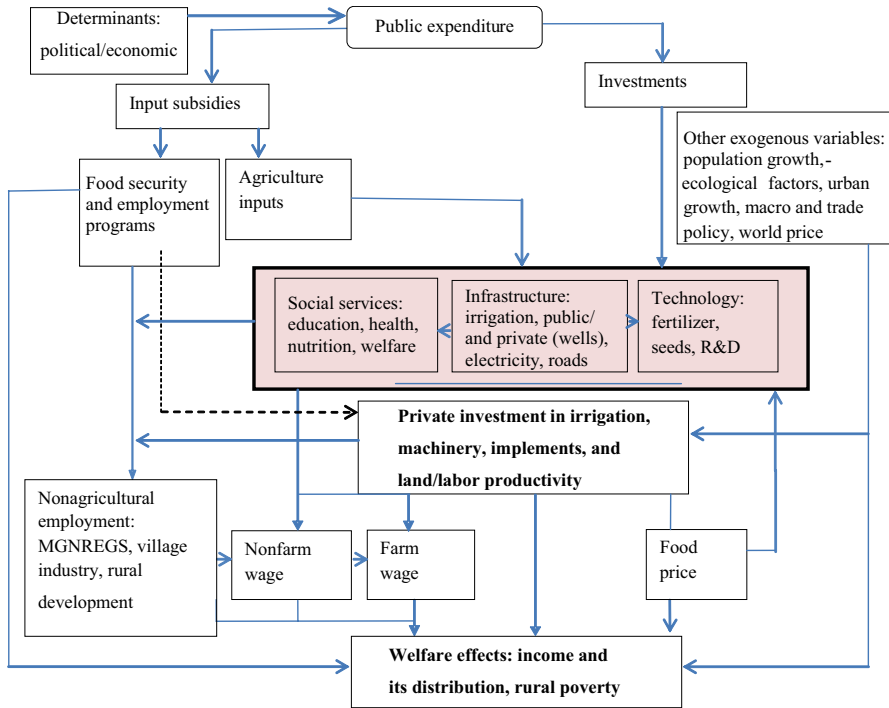 Determinants:
political/economic
Public expenditure
Input subsidies
Investments
Other exogenous variables:
population growth,-
ecological factors, urban
growth, macro and trade
policy, world price
Food security
and employment
programs
Agriculture
inputs
Social services:
education, health,
nutrition, welfare
Infrastructure:
irrigation, public/
and private (wells),
electricity, roads
Technology:
fertilizer,
seeds, R&D
Private investment in irrigation,
machinery, implements, and
land/labor productivity
Nonagricultural
employment:
MGNREGS, village
industry, rural
development
Nonfarm
wage
Farm
wage
Food
price
Welfare effects: income and
its distribution, rural poverty